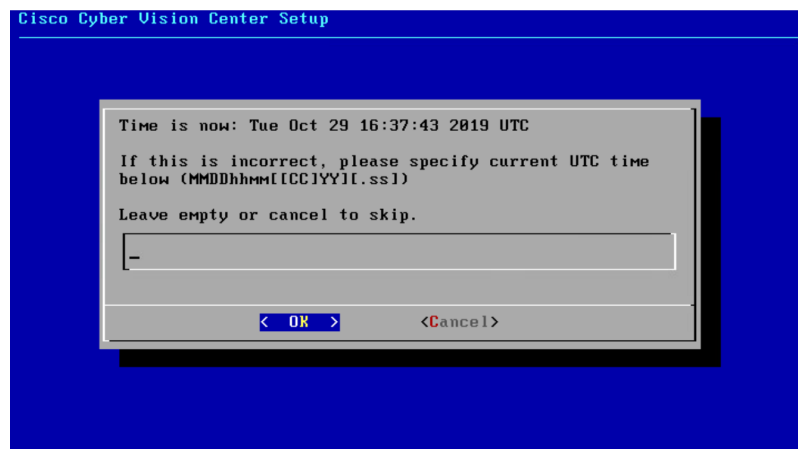 Cisco Cyber Vision Center Setup
Time is now: Tue Oct 29 16:37:43 2019 UTC
If this is incorrect, please specify current UTC time
below (MMDDhhmm[[CC]YY][.ss])
Leave empty or cancel to skip.
< OK > <Cancel>